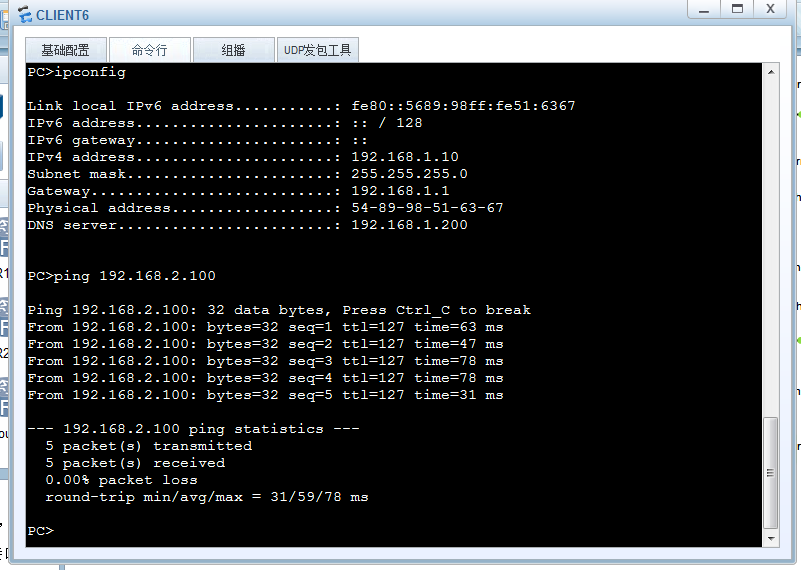 CLIENT6
基础配置 命令行 组播 UDP发包工具
PC>ipconfig
Link local IPv6 address...........: fe80::5689:98ff:fe51:6367
IPv6 address......................: :: / 128
IPv6 gateway......................: ::
IPv4 address......................: 192.168.1.10
Subnet mask.......................: 255.255.255.0
Gateway...........................: 192.168.1.1
Physical address..................: 54-89-98-51-63-67
DNS server........................: 192.168.1.200
PC>ping 192.168.2.100
Ping 192.168.2.100: 32 data bytes, Press Ctrl_C to break
From 192.168.2.100: bytes=32 seq=1 ttl=127 time=63 ms
From 192.168.2.100: bytes=32 seq=2 ttl=127 time=47 ms
From 192.168.2.100: bytes=32 seq=3 ttl=127 time=78 ms
From 192.168.2.100: bytes=32 seq=4 ttl=127 time=78 ms
From 192.168.2.100: bytes=32 seq=5 ttl=127 time=31 ms
--- 192.168.2.100 ping statistics ---
5 packet(s) transmitted
5 packet(s) received
0.00% packet loss
round-trip min/avg/max = 31/59/78 ms
PC>